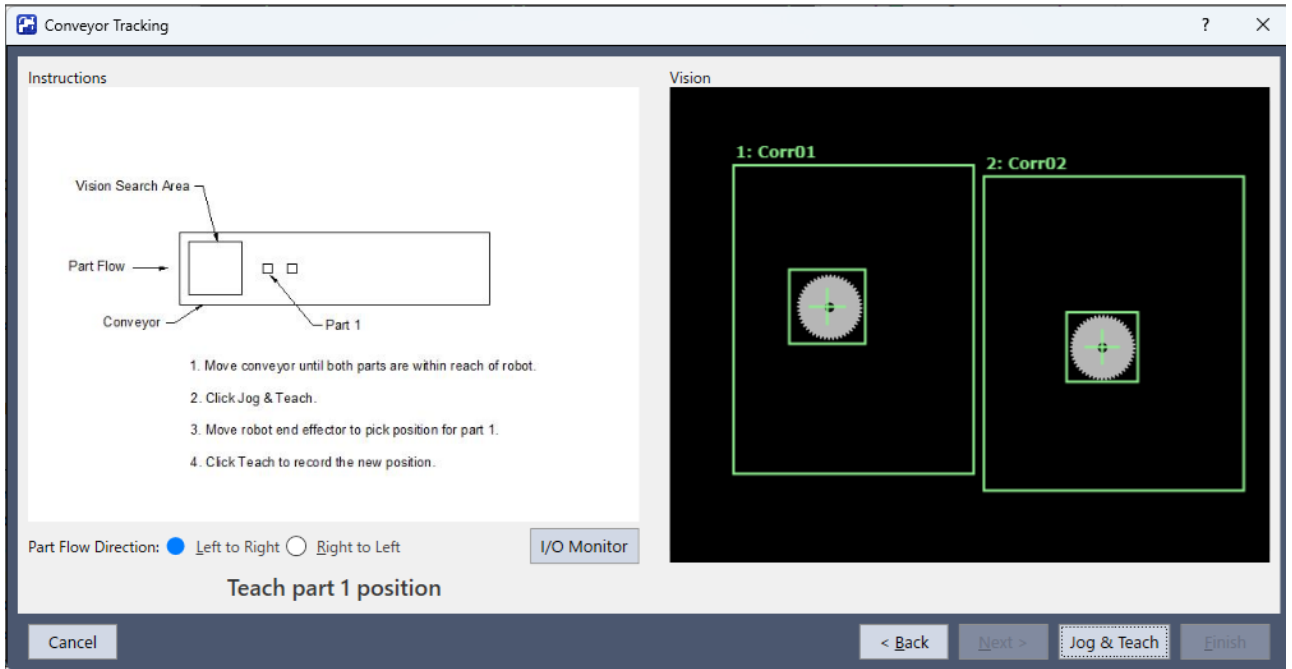 Conveyor Tracking
?
Instructions
Vision
Vision Search Area
Part Flow
Conveyor
Part 1
1. Move conveyor until both parts are within reach of robot.
2. Click Jog & Teach.
3. Move robot end effector to pick position for part 1.
4. Click Teach to record the new position.
1: Corr01
2: Corr02
Part Flow Direction: Left to Right Right to Left
I/O Monitor
Teach part 1 position
Cancel
< Back
Next >
Jog & Teach
Finish